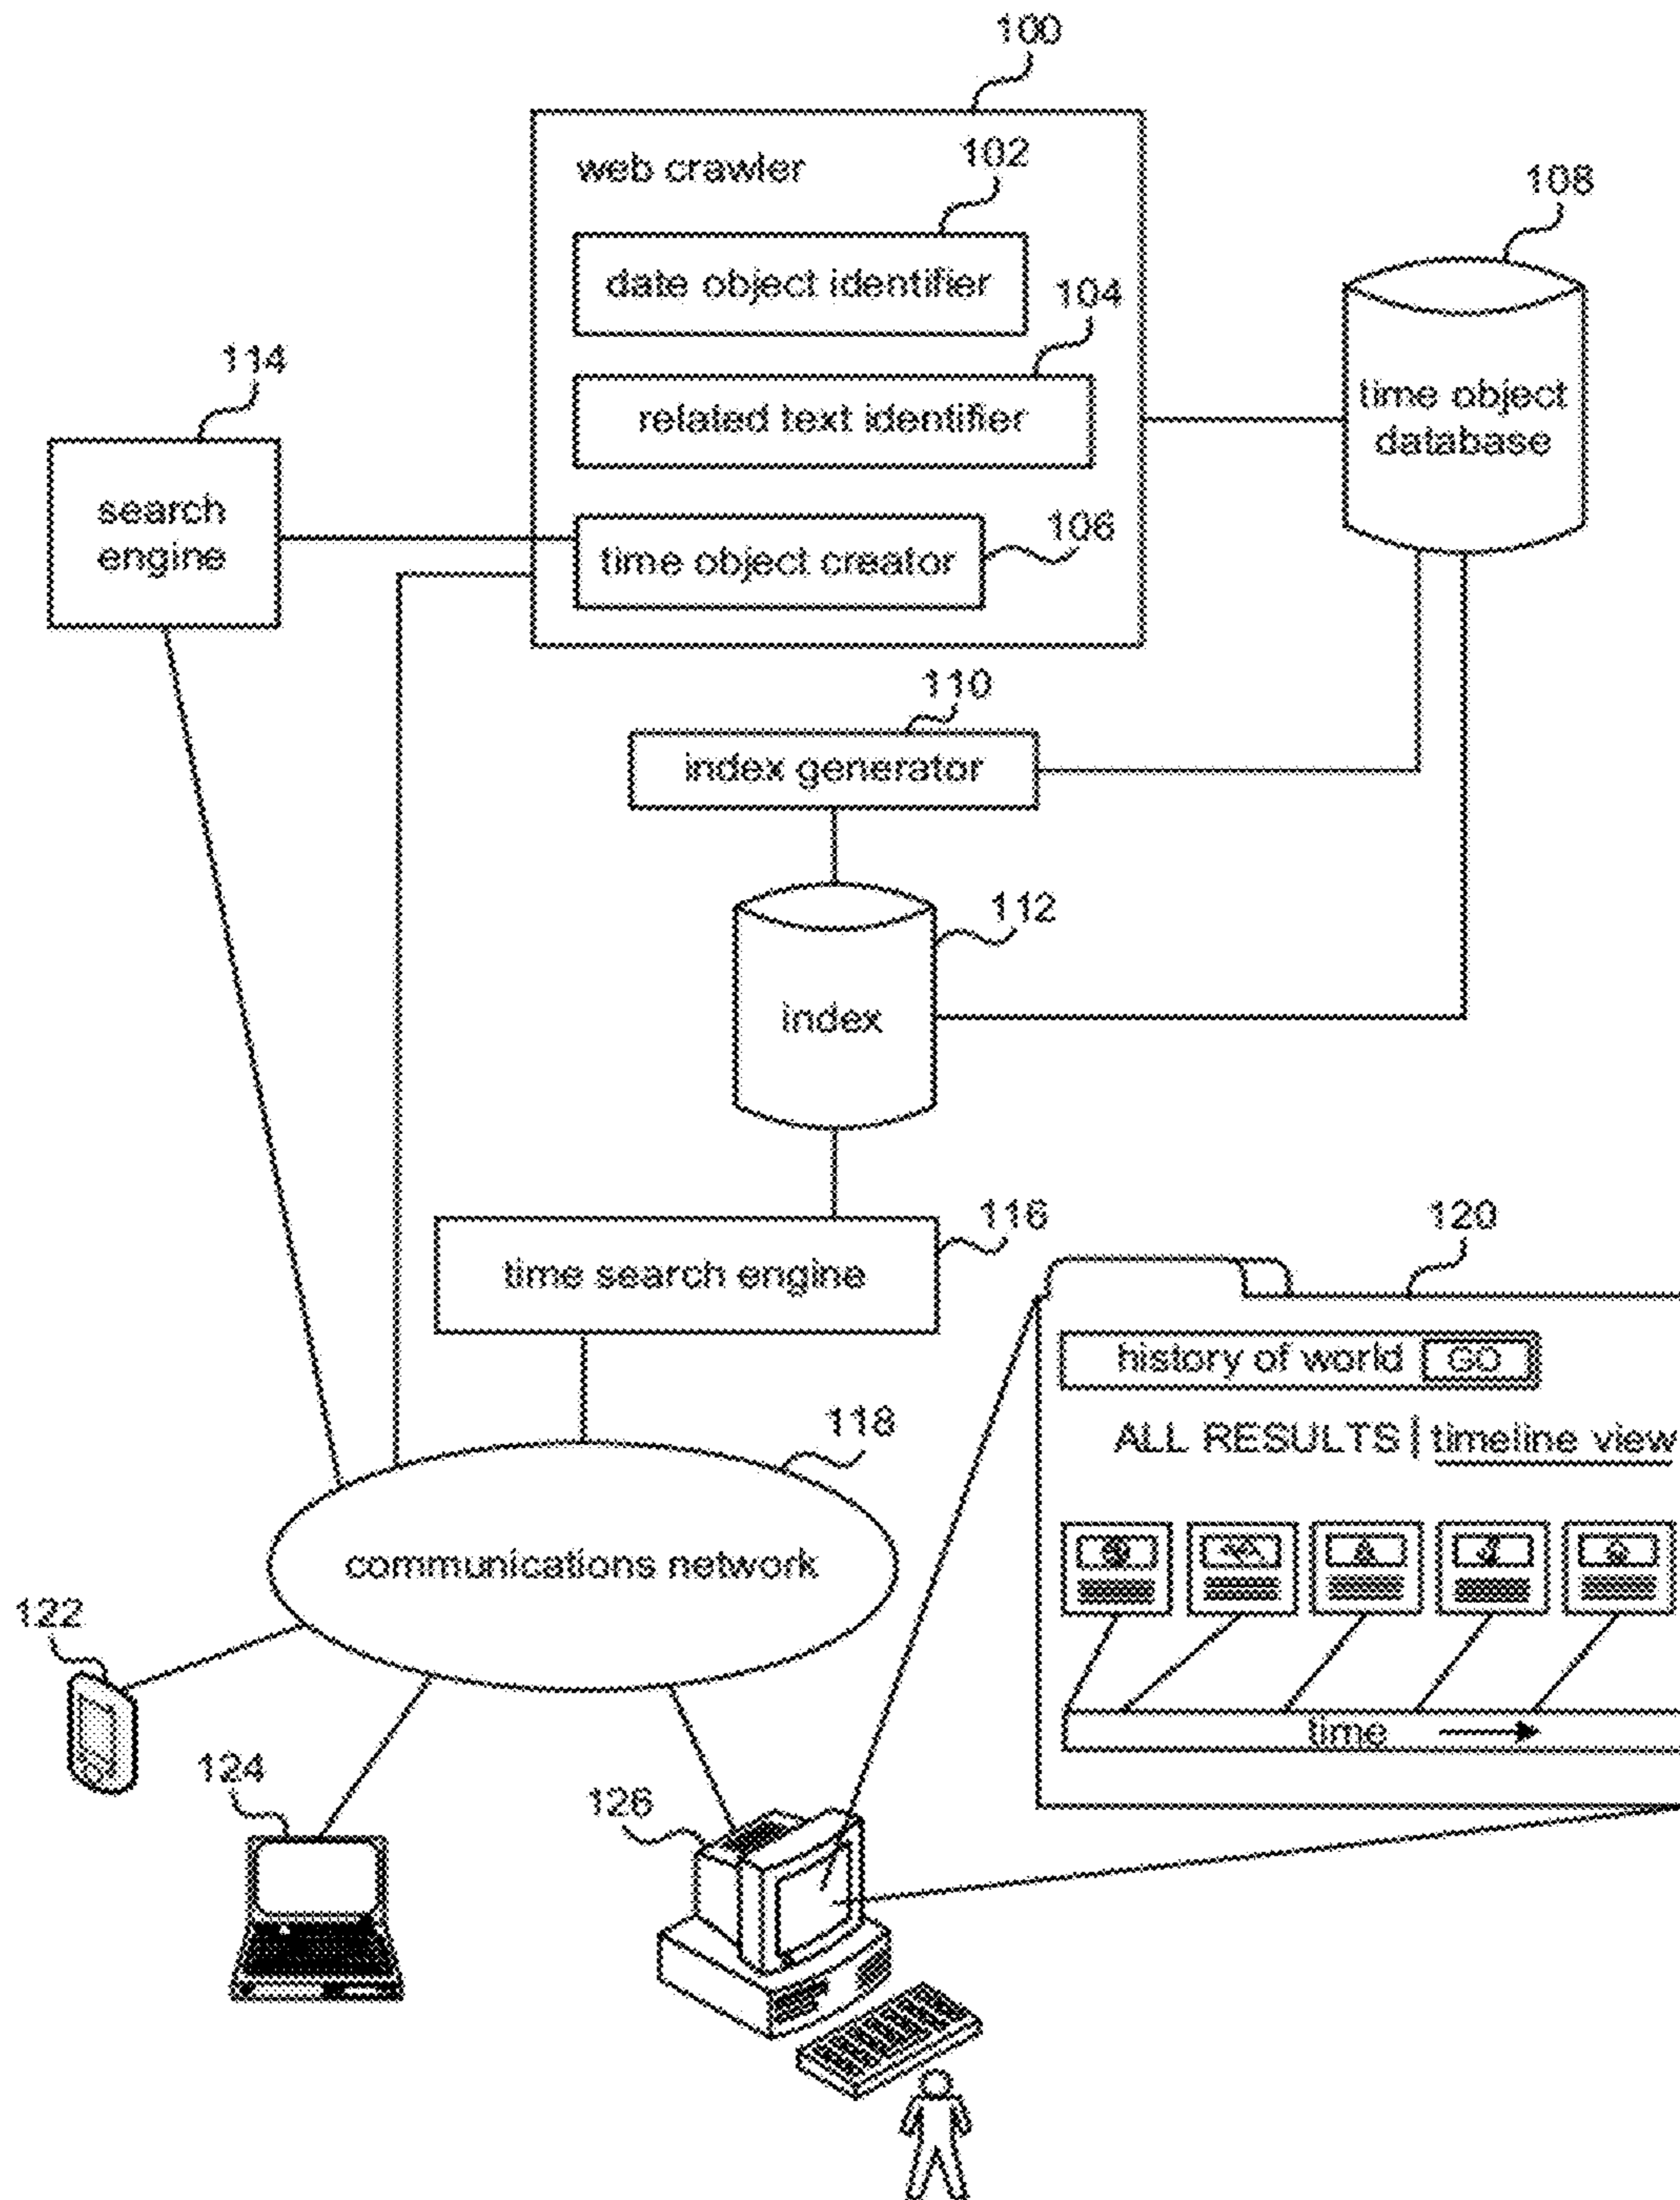 100
web crawler
102
108
date object identifier
104
114
related text identifier
time object
database
search
engine
106
time object creator
110
index generator
112
index
116
120
time search engine
history of world GO
118
ALL RESULTS | timeline view
communications network
122
time
124
126